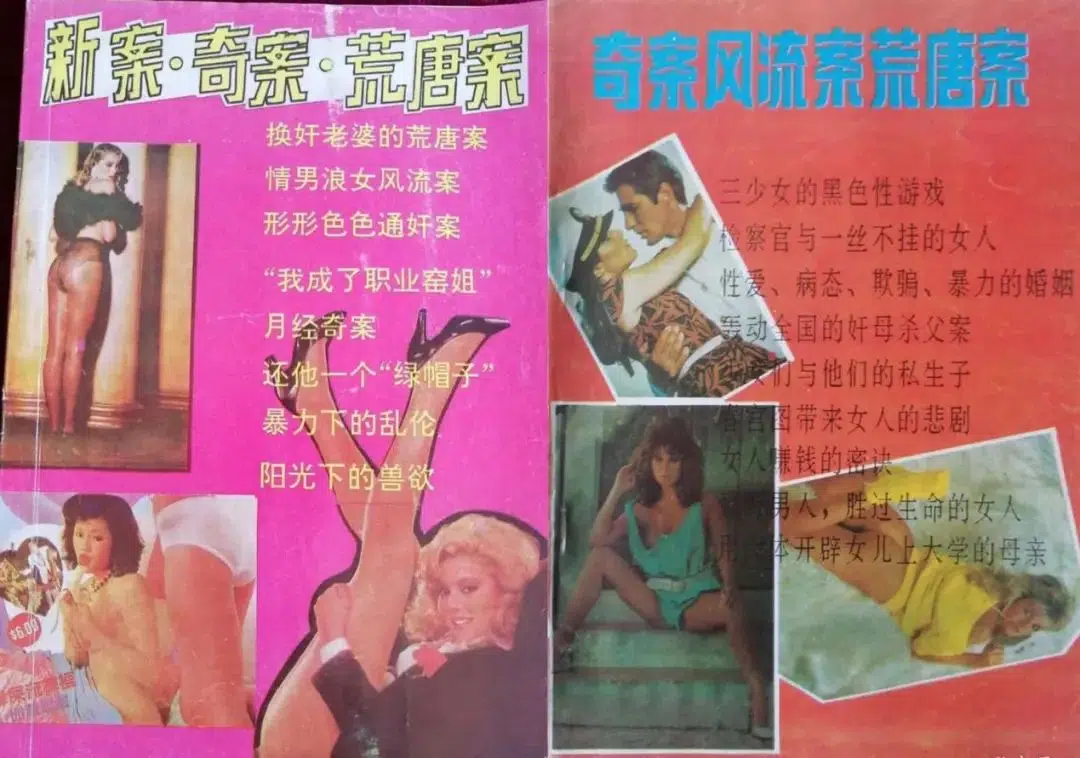 新案·奇案·荒唐案
换奸老婆的荒唐案
情男浪女风流案
形形色色通奸案
“我成了职业窑姐”
月经奇案
还他一个“绿帽子”
暴力下的乱伦
阳光下的兽欲
$6.00
奇案风流案荒唐案
三少女的黑色性游戏
检察官与一丝不挂的女人
性爱、病态、欺骗、暴力的婚姻
轰动全国的奸母杀父案
们与他们的私生子
春宫图带来女人的悲剧
女人赚钱的密诀
男人，胜过生命的女人
体开辟女儿上大学的母亲